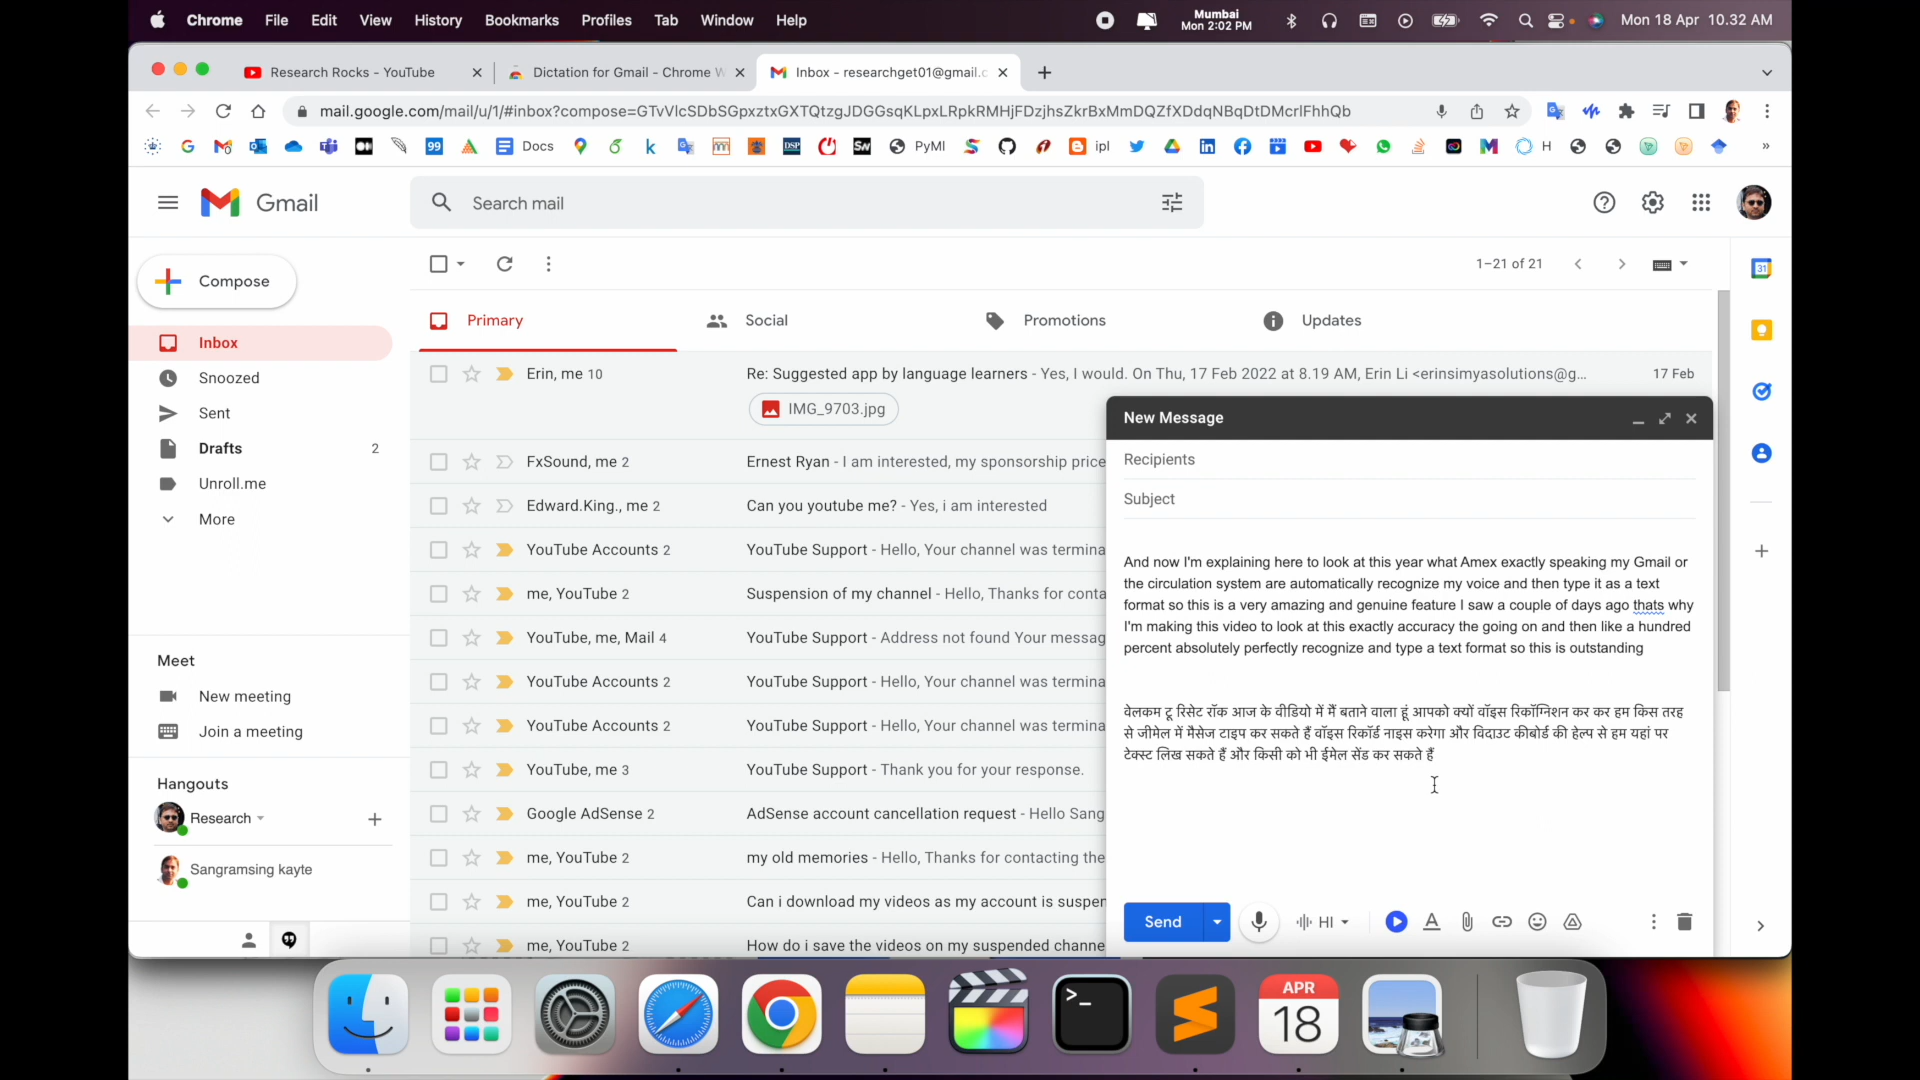 Chrome File Edit View History Bookmarks Profiles Tab Window Help
Mumbai
Mon 2:02 PM
Mon 18 Apr 10.32 AM
Research Rocks - YouTube
Dictation for Gmail - Chrome W
Inbox - researchget01@gmail.c
mail.google.com/mail/u/1/#inbox?compose=GTvVlcSDbSGpxztxGXTQtzgJDGGsqKLpxLRpkRMHjFDzjhsZkrBxMmDQZfXDdqNBqDtDMcrlFhhQb
99
Docs
k
DSP
PyMI
ipl
H
Gmail
Search mail
Compose
1–21 of 21
31
Primary
Social
Promotions
Updates
Inbox
Snoozed
Sent
Drafts 2
Unroll.me
More
Erin, me 10 Re: Suggested app by language learners - Yes, I would. On Thu, 17 Feb 2022 at 8.19 AM, Erin Li <erinsimyasolutions@g... 17 Feb
IMG_9703.jpg
FxSound, me 2 Ernest Ryan - I am interested, my sponsorship price
Edward.King., me 2 Can you youtube me? - Yes, i am interested
YouTube Accounts 2 YouTube Support - Hello, Your channel was termina
me, YouTube 2 Suspension of my channel - Hello, Thanks for conta
YouTube, me, Mail 4 YouTube Support - Address not found Your messag
YouTube Accounts 2 YouTube Support - Hello, Your channel was termina
YouTube Accounts 2 YouTube Support - Hello, Your channel was termina
YouTube, me 3 YouTube Support - Thank you for your response.
Google AdSense 2 AdSense account cancellation request - Hello Sang
me, YouTube 2 my old memories - Hello, Thanks for contacting the
me, YouTube 2 Can i download my videos as my account is suspen
me, YouTube 2 How do i save the videos on my suspended channe
Meet
New meeting
Join a meeting
Hangouts
Research
Sangramsing kayte
New Message
Recipients
Subject
And now I'm explaining here to look at this year what Amex exactly speaking my Gmail or
the circulation system are automatically recognize my voice and then type it as a text
format so this is a very amazing and genuine feature I saw a couple of days ago thats why
I'm making this video to look at this exactly accuracy the going on and then like a hundred
percent absolutely perfectly recognize and type a text format so this is outstanding
वेलकम टू रिसेट रॉक आज के वीडियो में मैं बताने वाला हूं आपको क्यों वॉइस रिकॉग्निशन कर कर हम किस तरह
से जीमेल में मैसेज टाइप कर सकते हैं वॉइस रिकॉर्ड नाइस करेगा और विदाउट कीबोर्ड की हेल्प से हम यहां पर
टेक्स्ट लिख सकते हैं और किसी को भी ईमेल सेंड कर सकते हैं
Send
HI
APR
18